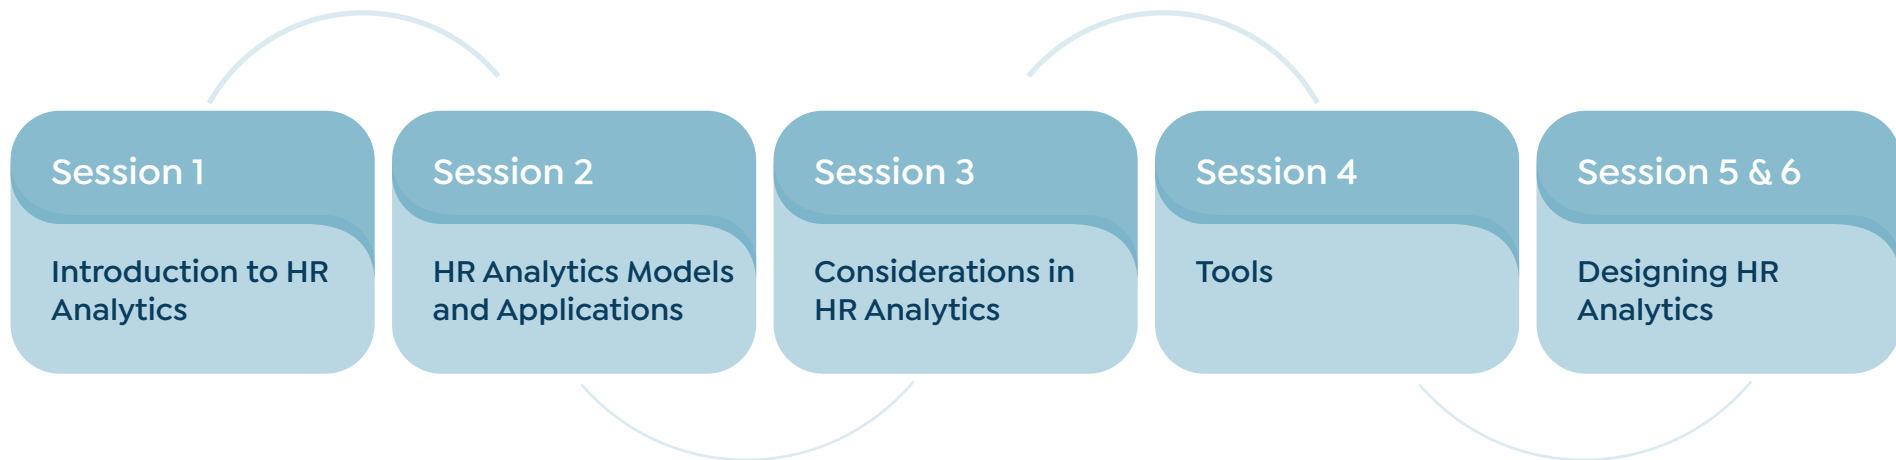 Session 1
Introduction to HR
Analytics
Session 2
HR Analytics Models
and Applications
Session 3
Considerations in
HR Analytics
Session 4
Tools
Session 5 & 6
Designing HR
Analytics